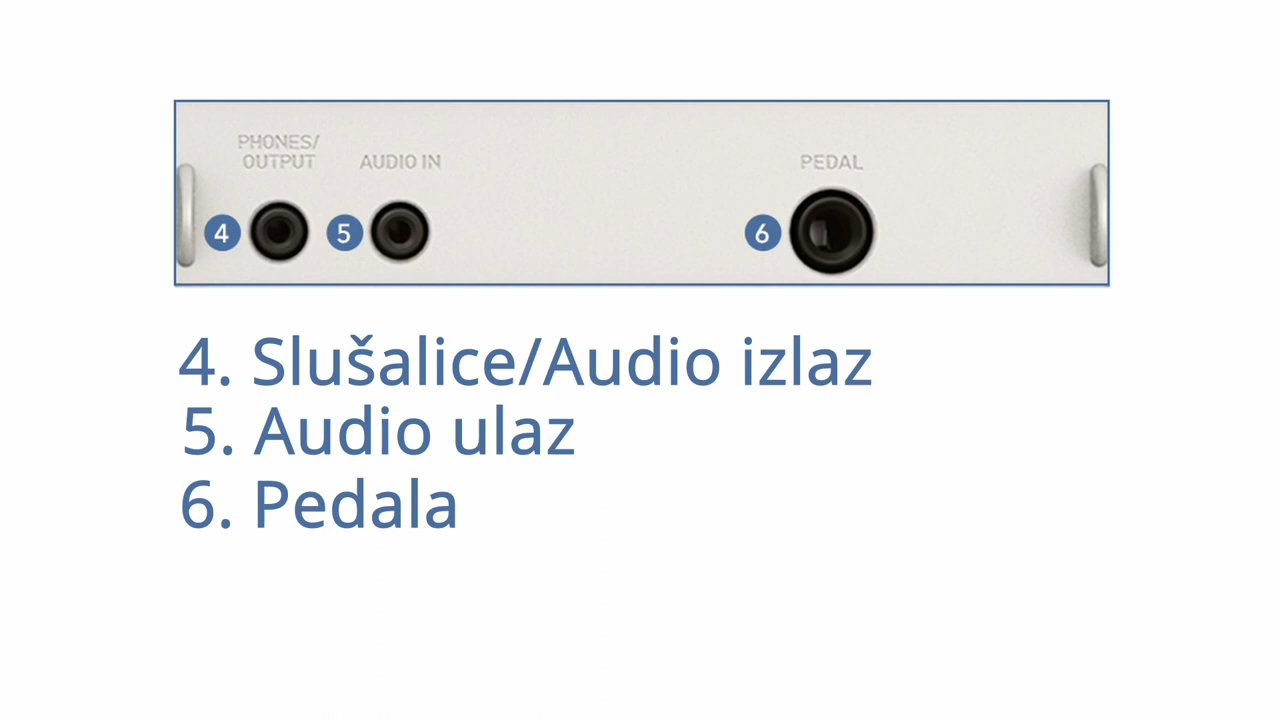 PHONES/
OUTPUT
AUDIO IN
PEDAL
4
5
6
4. Slušalice/Audio izlaz
5. Audio ulaz
6. Pedala